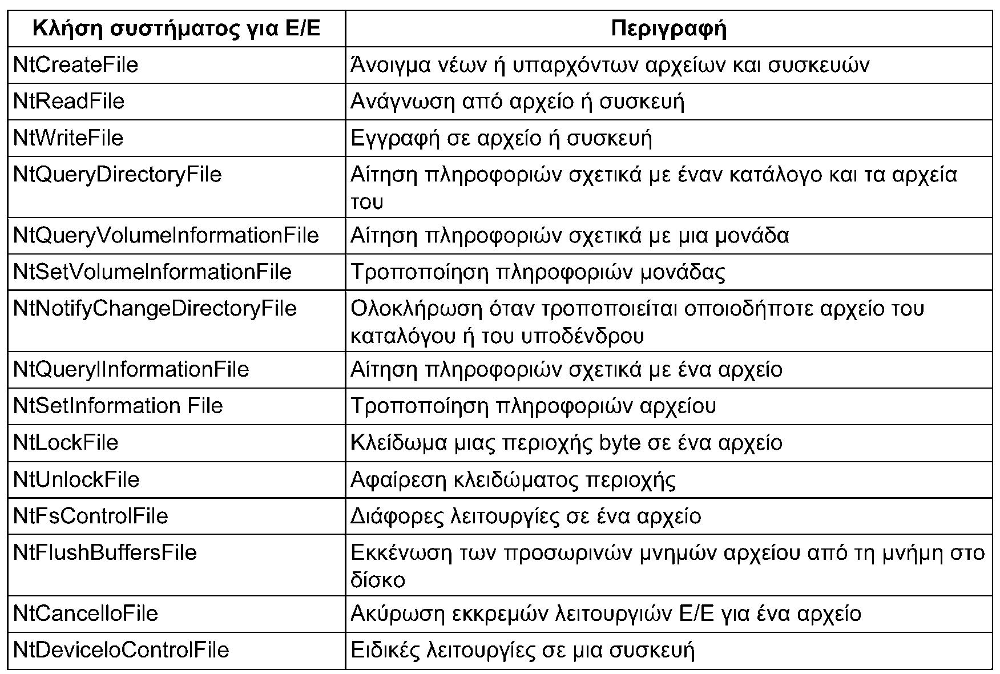 Κλήση συστήματος για Ε/Ε
Περιγραφή
NtCreateFile
Άνοιγμα νέων ή υπαρχόντων αρχείων και συσκευών
NtReadFile
Ανάγνωση από αρχείο ή συσκευή
NtWriteFile
Εγγραφή σε αρχείο ή συσκευή
NtQueryDirectoryFile
Αίτηση πληροφοριών σχετικά με έναν κατάλογο και τα αρχεία
του
NtQueryVolumeInformationFile
Αίτηση πληροφοριών σχετικά με μια μονάδα
NtSetVolumeInformationFile
Τροποποίηση πληροφοριών μονάδας
NtNotifyChangeDirectoryFile
Ολοκλήρωση όταν τροποποιείται οποιοδήποτε αρχείο του
καταλόγου ή του υποδένδρου
NtQueryIInformationFile
Αίτηση πληροφοριών σχετικά με ένα αρχείο
NtSetInformation File
Τροποποίηση πληροφοριών αρχείου
NtLockFile
Κλείδωμα μιας περιοχής byte σε ένα αρχείο
NtUnlockFile
Αφαίρεση κλειδώματος περιοχής
NtFsControlFile
Διάφορες λειτουργίες σε ένα αρχείο
NtFlushBuffersFile
Εκκένωση των προσωρινών μνημών αρχείου από τη μνήμη στο
δίσκο
NtCancelIoFile
Ακύρωση εκκρεμών λειτουργιών Ε/Ε για ένα αρχείο
NtDeviceIoControlFile
Ειδικές λειτουργίες σε μια συσκευή